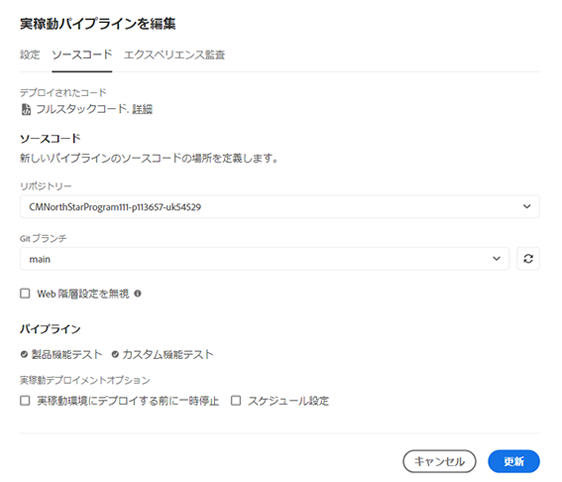 実稼動パイプラインを編集
設定 ソースコード エクスペリエンス監査
デプロイされたコード
フルスタックコード. 詳細
ソースコード
新しいパイプラインのソースコードの場所を定義します。
リポジトリー
CMNorthStarProgram111-p113657-uk54529
Git ブランチ
main
Web 階層設定を無視
パイプライン
製品機能テスト カスタム機能テスト
実稼動デプロイメントオプション
実稼動環境にデプロイする前に一時停止 スケジュール設定
キャンセル 更新